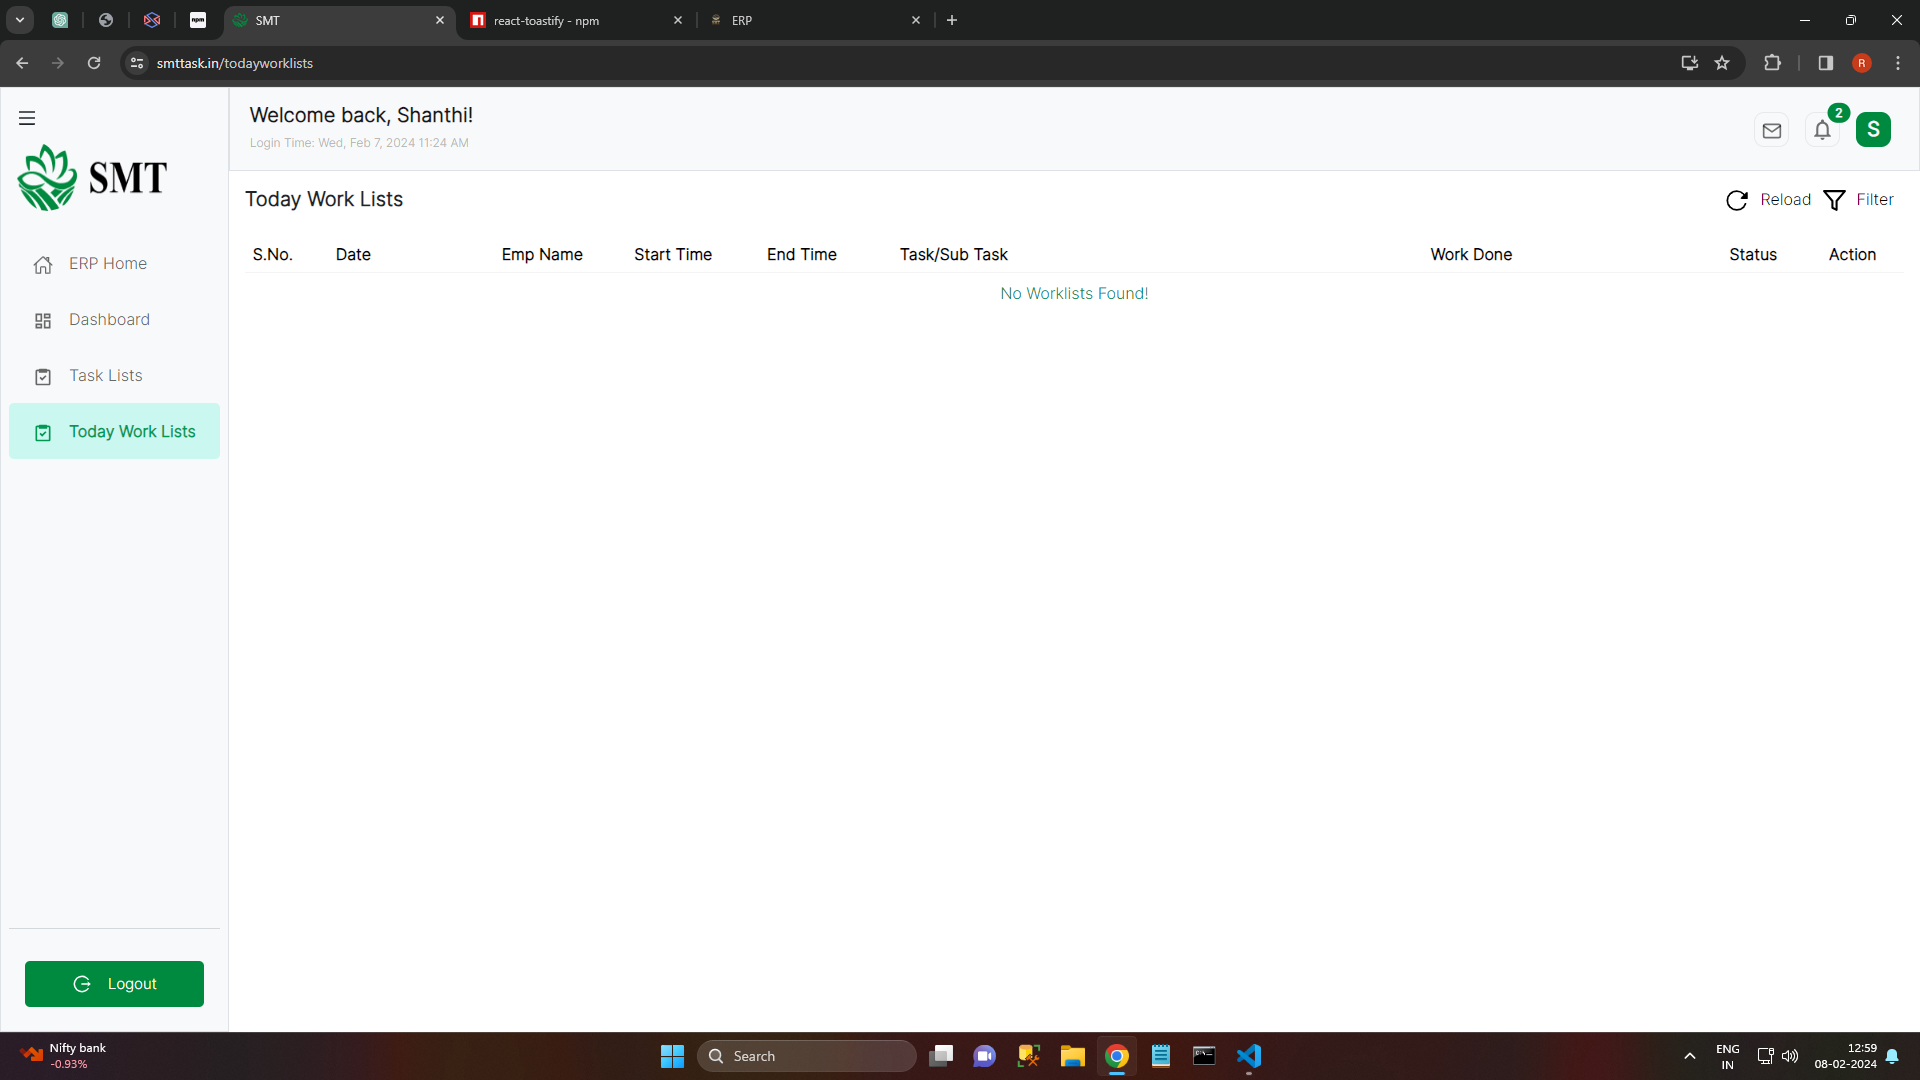 SMT
react-toastify - npm
ERP
smttask.in/todayworklists
R
SMT
ERP Home
Dashboard
Task Lists
Today Work Lists
Logout
Welcome back, Shanthi!
Login Time: Wed, Feb 7, 2024 11:24 AM
2
S
Today Work Lists
Reload
Filter
S.No. Date Emp Name Start Time End Time Task/Sub Task Work Done Status Action
No Worklists Found!
Nifty bank
-0.93%
Search
ENG
IN
12:59
08-02-2024